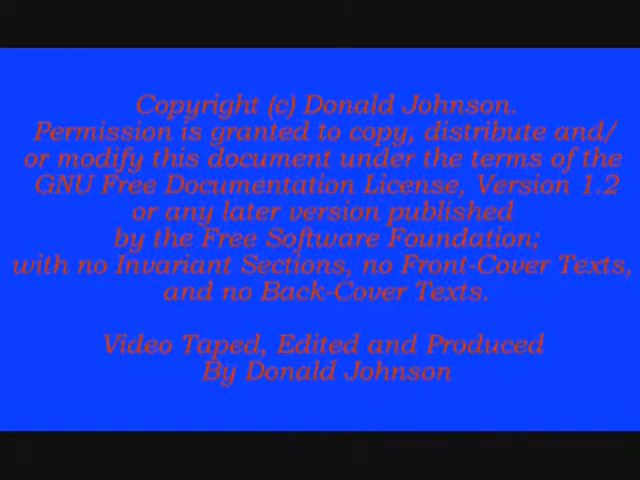 Copyright (c) Donald Johnson.
Permission is granted to copy, distribute and/
or modify this document under the terms of the
GNU Free Documentation License, Version 1.2
or any later version published
by the Free Software Foundation;
with no Invariant Sections, no Front-Cover Texts,
and no Back-Cover Texts.
Video Taped, Edited and Produced
By Donald Johnson